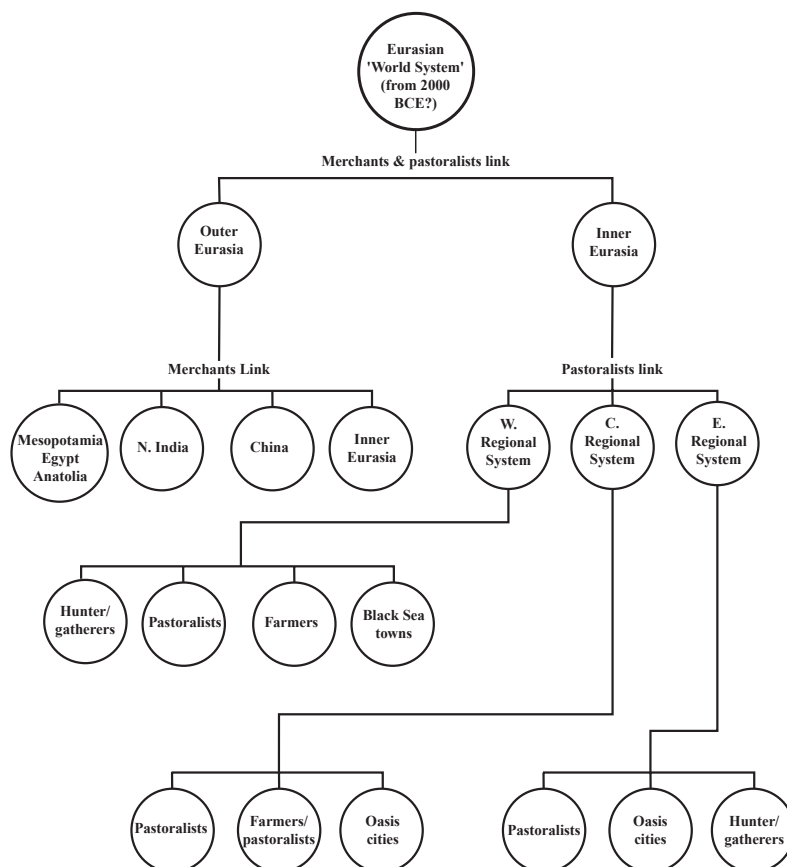 Eurasian
'World System'
(from 2000
BCE?)
Merchants & pastoralists link
Outer
Eurasia
Inner
Eurasia
Merchants Link
Pastoralists link
Mesopotamia
Egypt
Anatolia
N. India
China
Inner
Eurasia
W.
Regional
System
C.
Regional
System
E.
Regional
System
Hunter/
gatherers
Pastoralists
Farmers
Black Sea
towns
Pastoralists
Farmers/
pastoralists
Oasis
cities
Pastoralists
Oasis
cities
Hunter/
gatherers